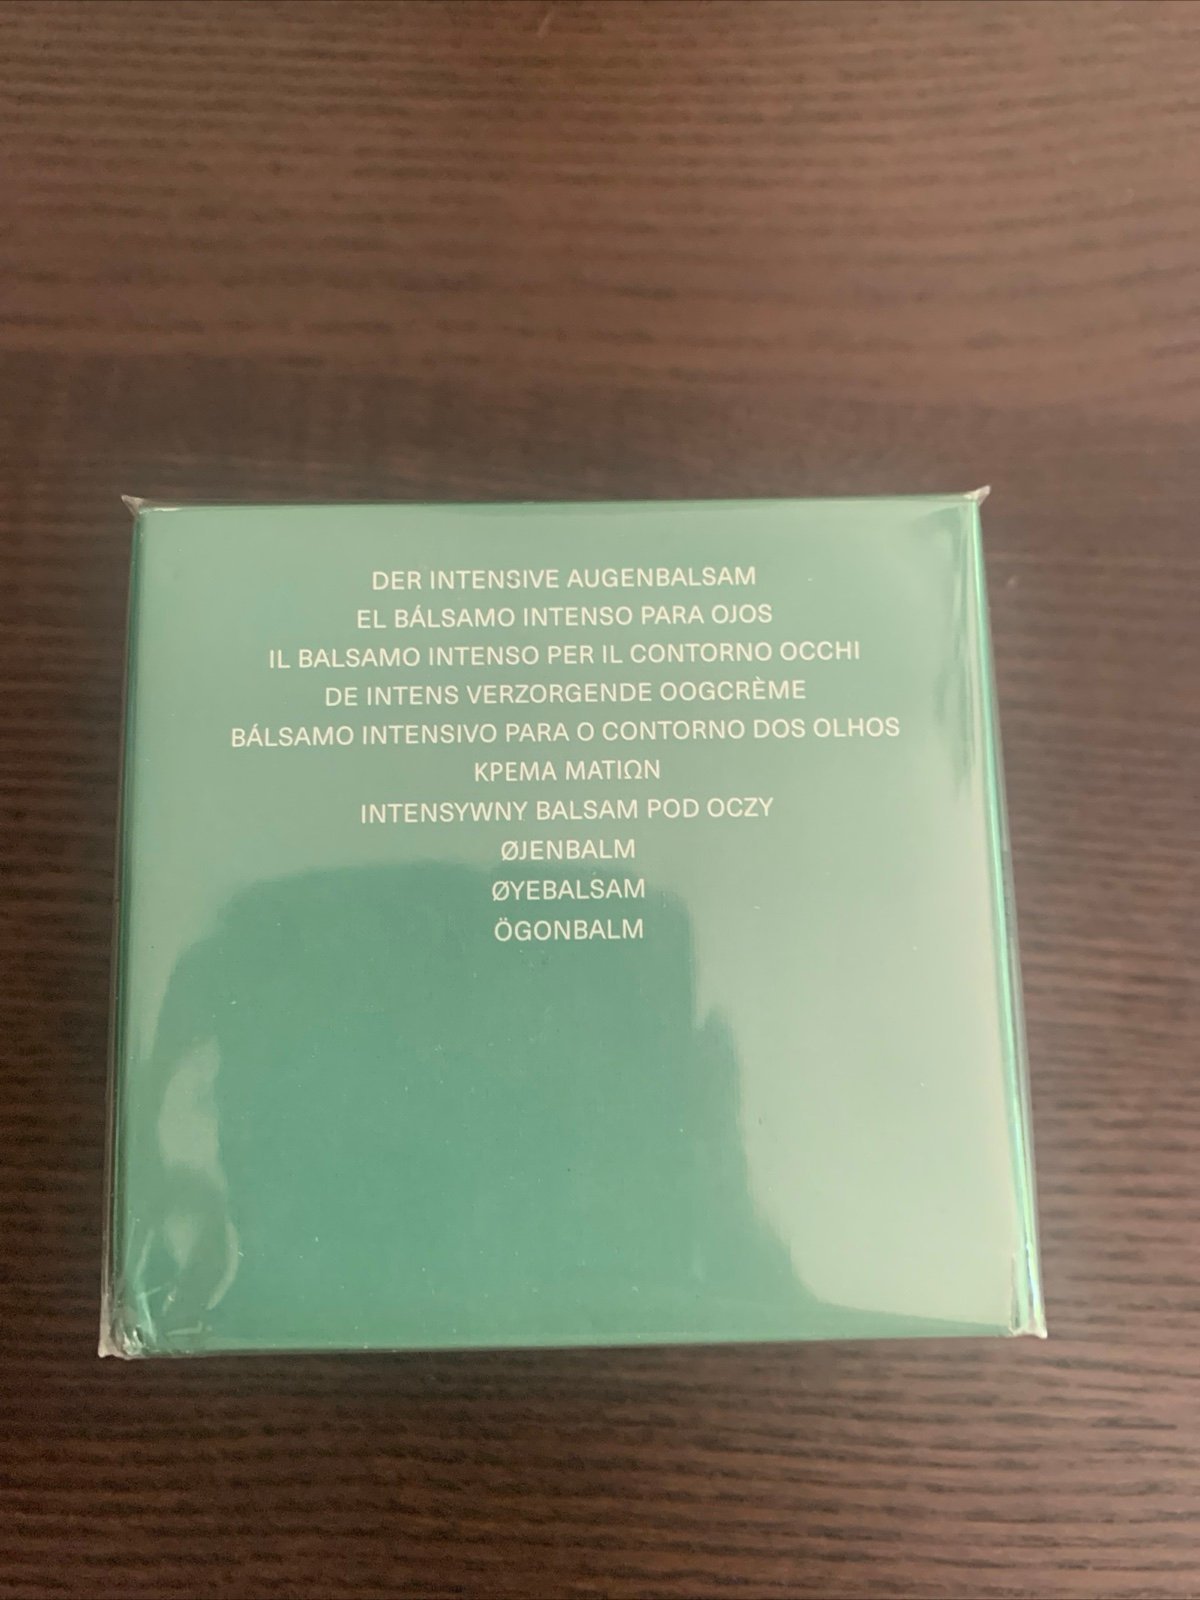 DER INTENSIVE AUGENBALSAM
EL BÁLSAMO INTENSO PARA OJOS
IL BALSAMO INTENSO PER IL CONTORNO OCCHI
DE INTENS VERZORGENDE OOGCRÈME
BÁLSAMO INTENSIVO PARA O CONTORNO DOS OLHOS
ΚΡΕΜΑ ΜΑΤΙΩΝ
INTENSYWNY BALSAM POD OCZY
ØJENBALM
ØYEBALSAM
ÖGONBALM